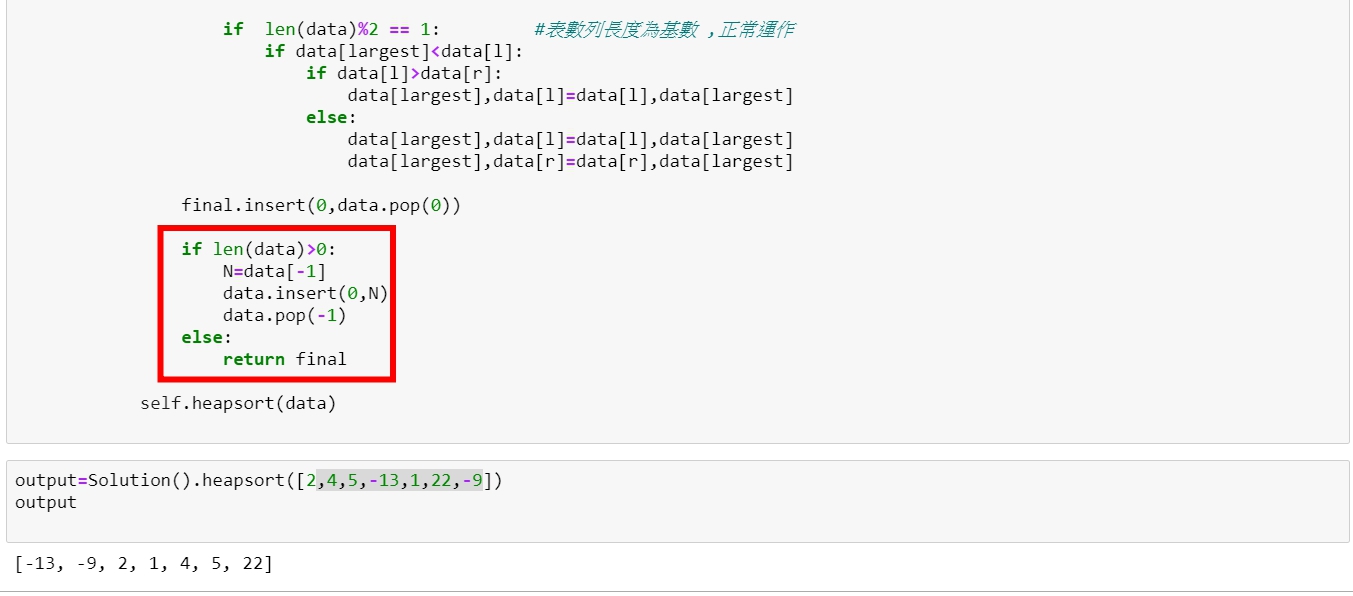 if  len(data)%2 == 1:         #表數列長度為基數 ,正常運作
if data[largest]<data[l]:
if data[l]>data[r]:
data[largest],data[l]=data[l],data[largest]
else:
data[largest],data[l]=data[l],data[largest]
data[largest],data[r]=data[r],data[largest]
final.insert(0,data.pop(0))
if len(data)>0:
N=data[-1]
data.insert(0,N)
data.pop(-1)
else:
return final
self.heapsort(data)
output=Solution().heapsort([2,4,5,-13,1,22,-9])
output
[-13, -9, 2, 1, 4, 5, 22]